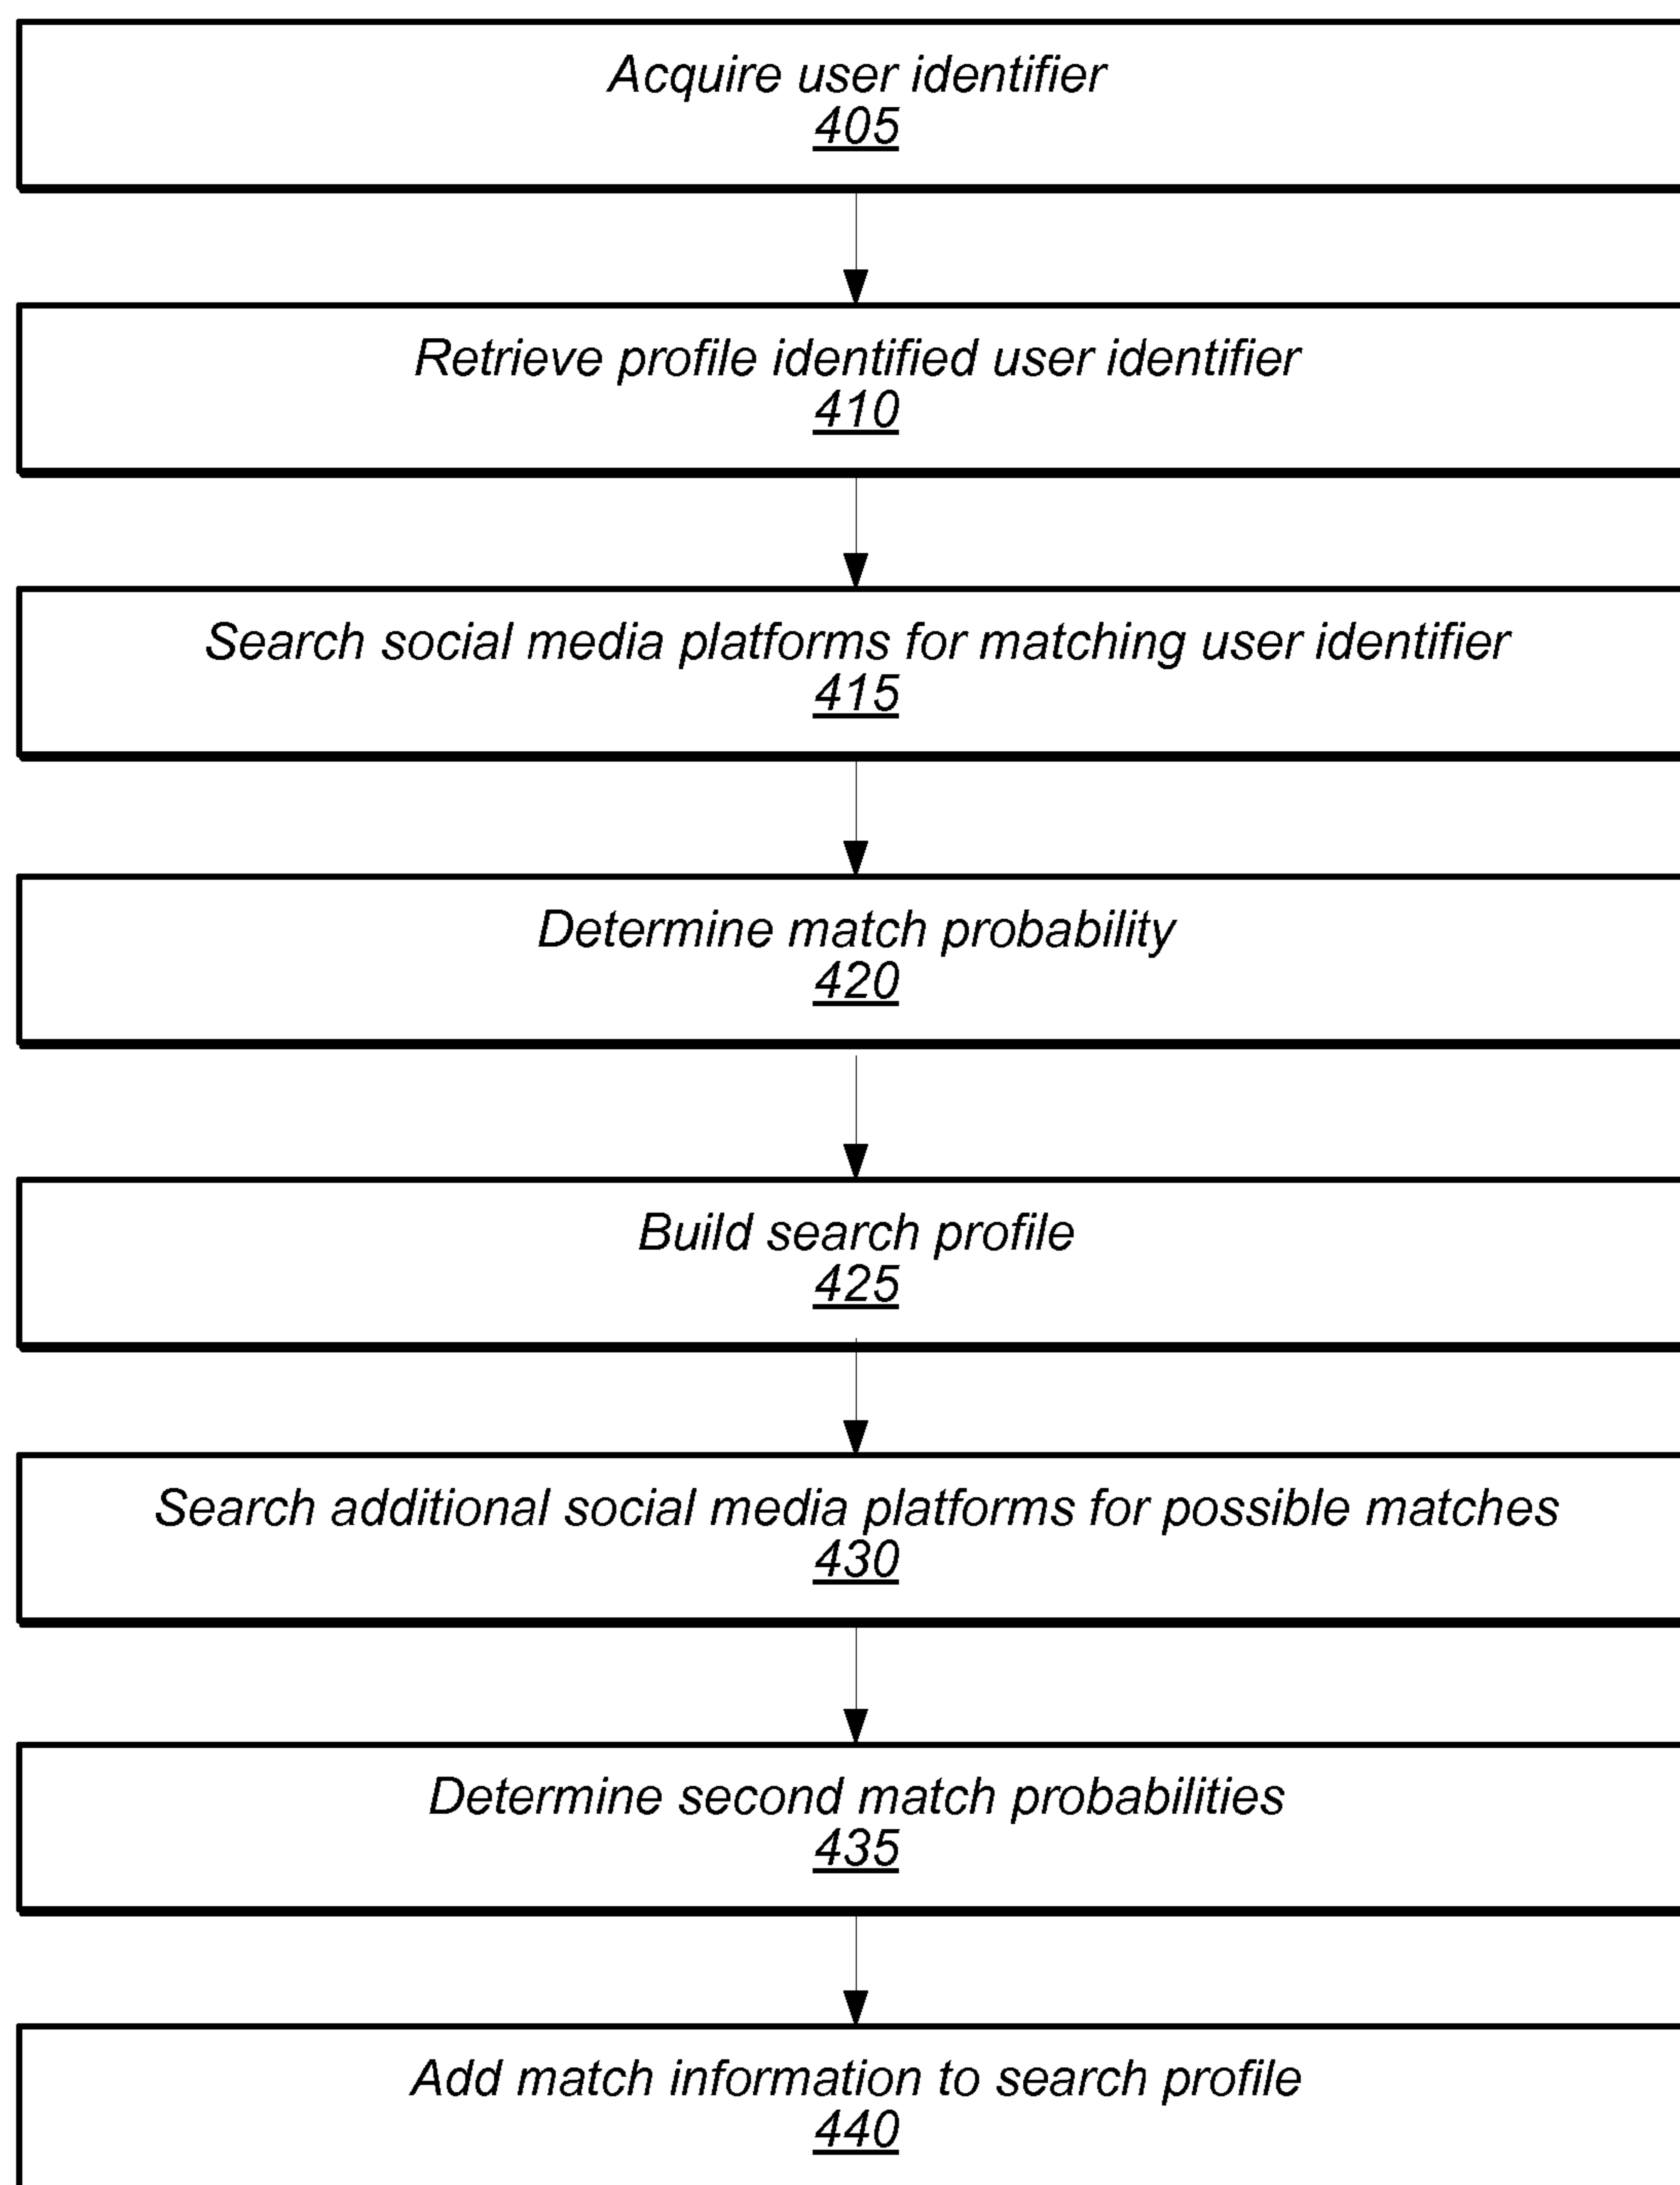 Acquire user identifier
405
Retrieve profile identified user identifier
410
Search social media platforms for matching user identifier
415
Determine match probability
420
Build search profile
425
Search additional social media platforms for possible matches
430
Determine second match probabilities
435
Add match information to search profile
440